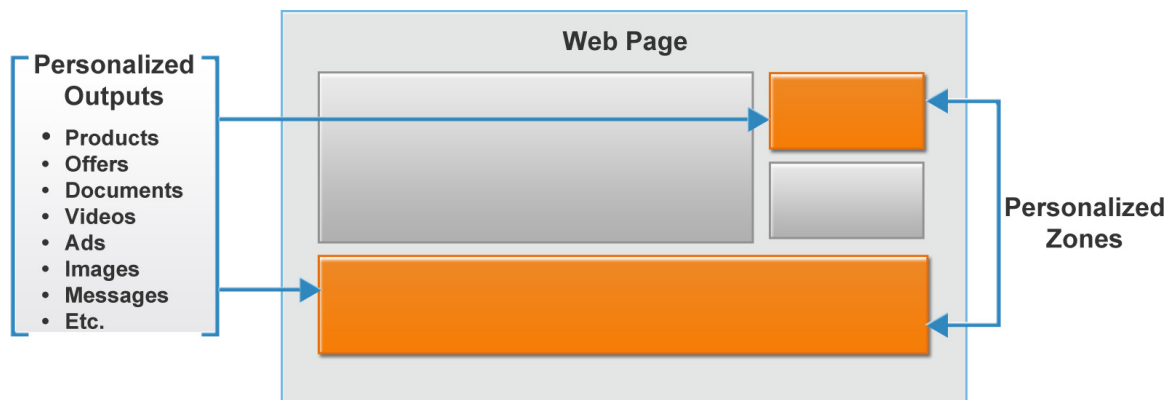 Web Page
Personalized
Outputs
• Products
• Offers
• Documents
• Videos
• Ads
• Images
• Messages
• Etc.
Personalized
Zones